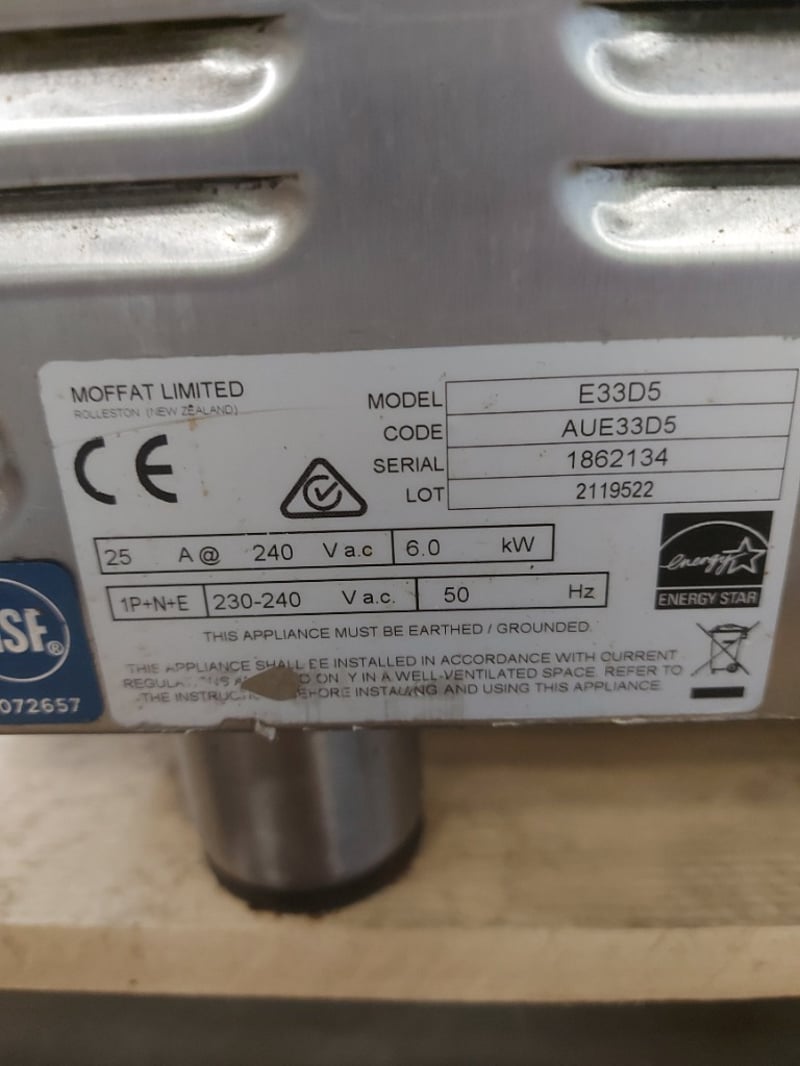 MOFFAT LIMITED
ROLLESTON (NEW ZEALAND)
CE
MODEL E33D5
CODE AUE33D5
SERIAL 1862134
LOT 2119522
25 A @ 240 V a.c 6.0 kW
1P+N+E 230-240 V a.c. 50 Hz
energy
ENERGY STAR
SF®
072657
THIS APPLIANCE MUST BE EARTHED / GROUNDED.
THIS APPLIANCE SHALL BE INSTALLED IN ACCORDANCE WITH CURRENT
IN A WELL-VENTILATED SPACE. REFER TO
THE INSTALLING AND USING THIS APPLIANCE.